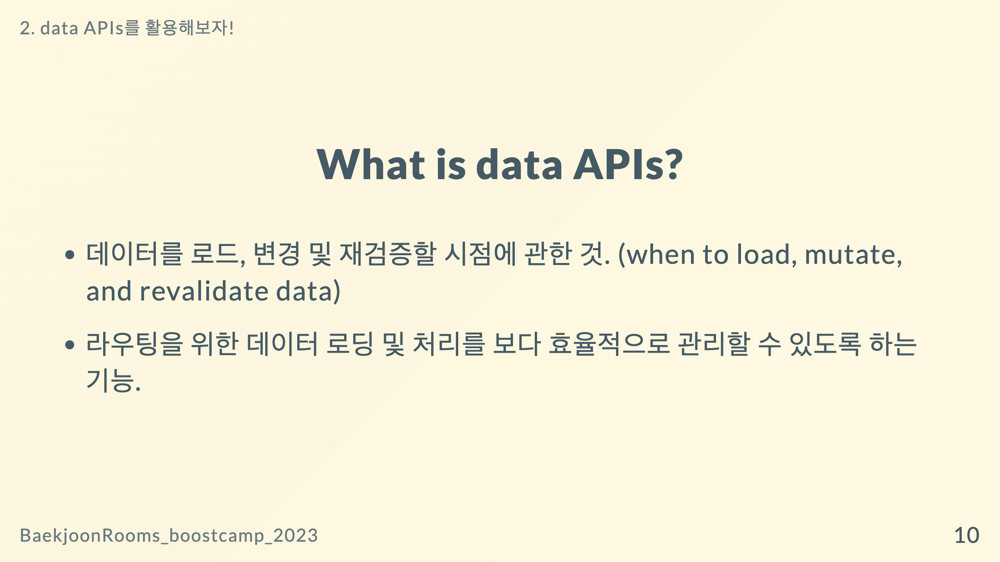 2. data APIs를 활용해보자!
What is data APIs?
• 데이터를 로드, 변경 및 재검증할 시점에 관한 것. (when to load, mutate,
and revalidate data)
• 라우팅을 위한 데이터 로딩 및 처리를 보다 효율적으로 관리할 수 있도록 하는
기능.
BaekjoonRooms_boostcamp_2023
10